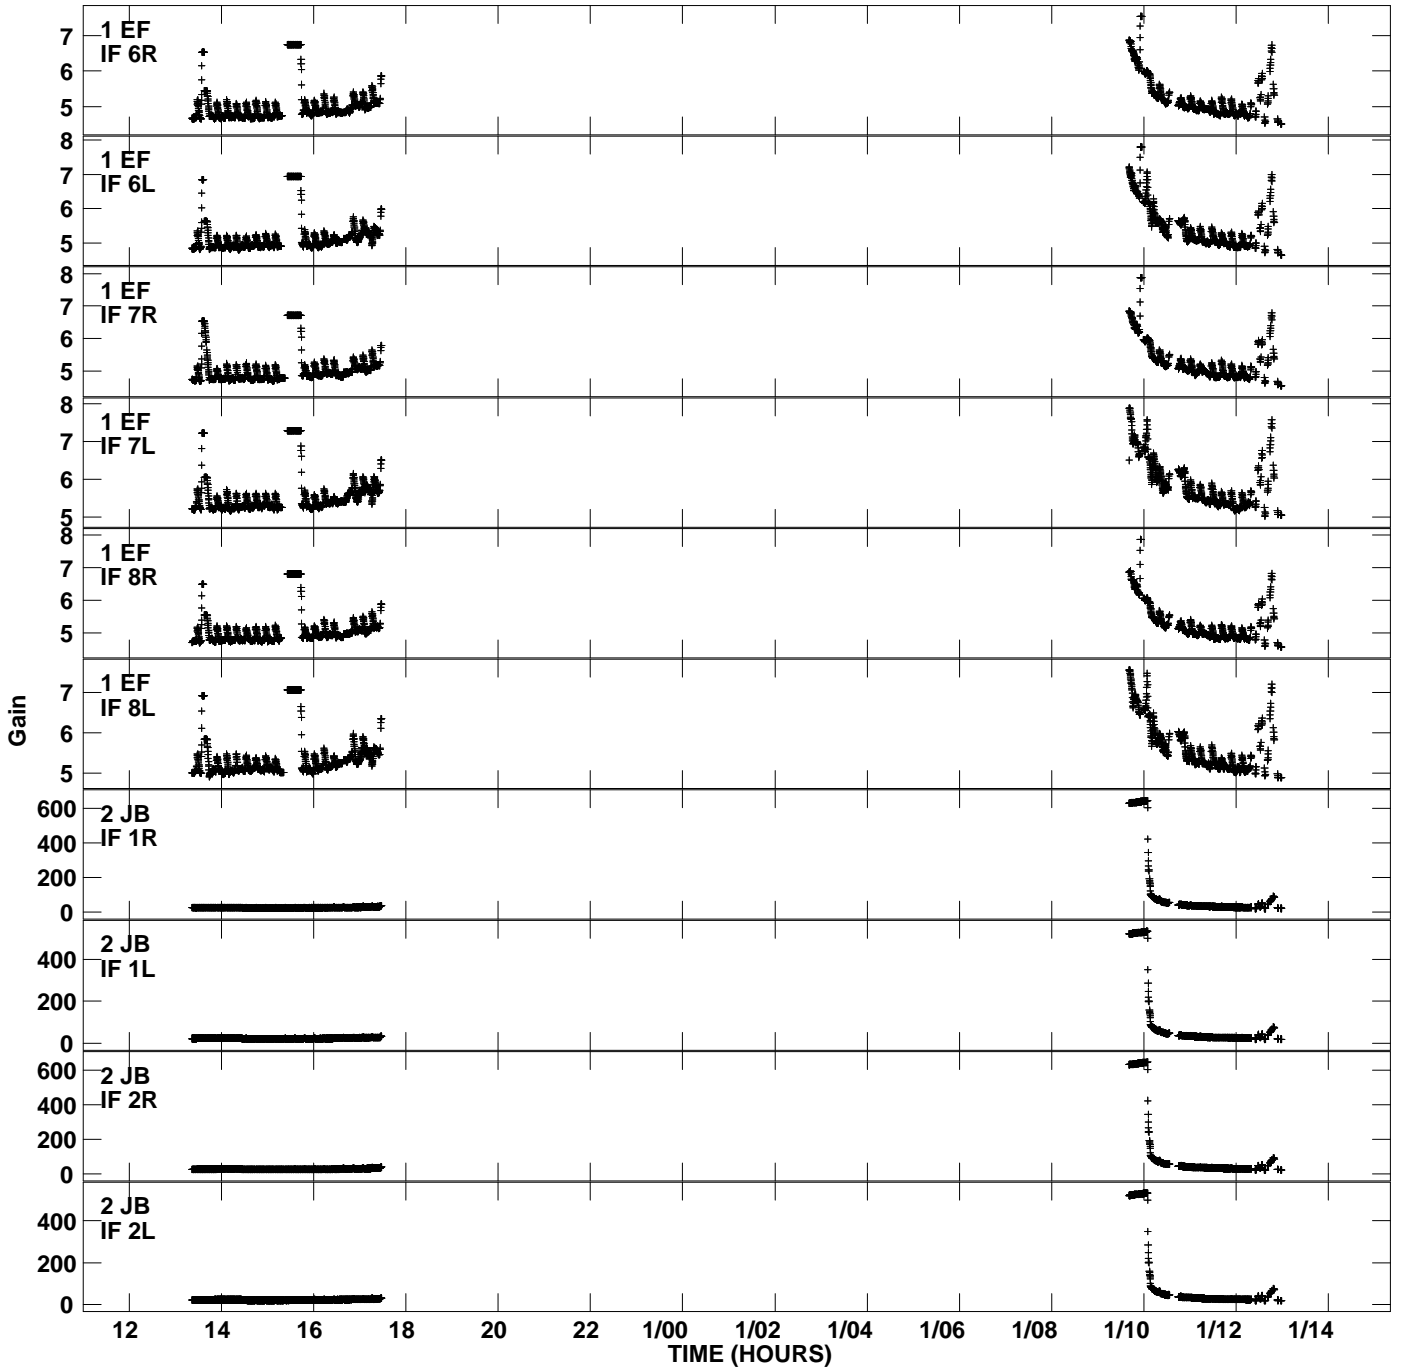 1 EF
IF 6R
7
6
5
1 EF
IF 6L
8
7
6
5
1 EF
IF 7R
8
7
6
5
1 EF
IF 7L
8
7
6
5
1 EF
IF 8R
8
7
6
5
1 EF
IF 8L
7
6
5
Gain
2 JB
IF 1R
600
400
200
0
2 JB
IF 1L
400
200
0
2 JB
IF 2R
600
400
200
0
2 JB
IF 2L
400
200
0
12 14 16 18 20 22 1/00 1/02 1/04 1/06 1/08 1/10 1/12 1/14
TIME (HOURS)